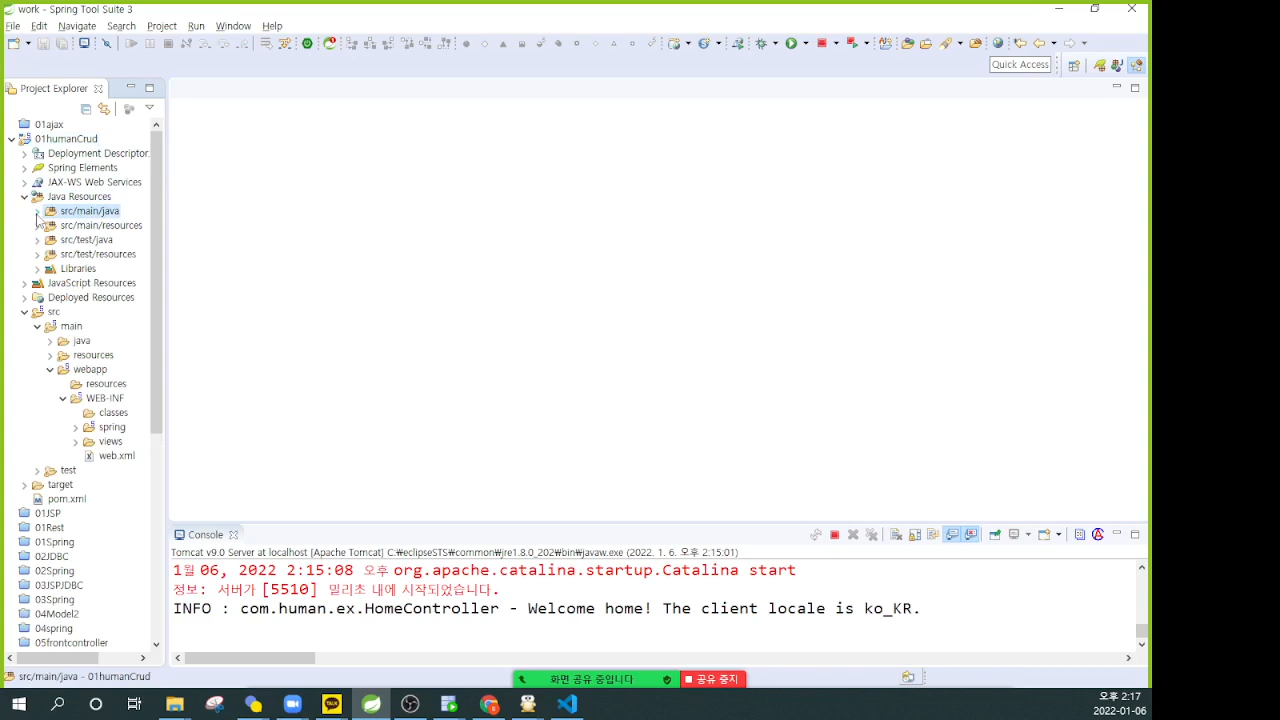 work - Spring Tool Suite 3
File Edit Navigate Search Project Run Window Help
Quick Access
Project Explorer
01ajax
01humanCrud
Deployment Descriptor
Spring Elements
JAX-WS Web Services
Java Resources
src/main/java
src/main/resources
src/test/java
src/test/resources
Libraries
JavaScript Resources
Deployed Resources
src
main
java
resources
webapp
resources
WEB-INF
classes
spring
views
web.xml
test
target
pom.xml
01JSP
01Rest
01Spring
02JDBC
02Spring
03JSPJDBC
03Spring
04Model2
04spring
05frontcontroller
Console
Tomcat v9.0 Server at localhost [Apache Tomcat] C:₩eclipseSTS₩common₩jre1.8.0_202₩bin₩javaw.exe (2022. 1. 6. 오후 2:15:01)
1월 06, 2022 2:15:08 오후 org.apache.catalina.startup.Catalina start
정보: 서버가 [5510] 밀리초 내에 시작되었습니다.
INFO : com.human.ex.HomeController - Welcome home! The client locale is ko_KR.
src/main/java - 01humanCrud
화면 공유 중입니다
공유 중지
TALK
오후 2:17
2022-01-06